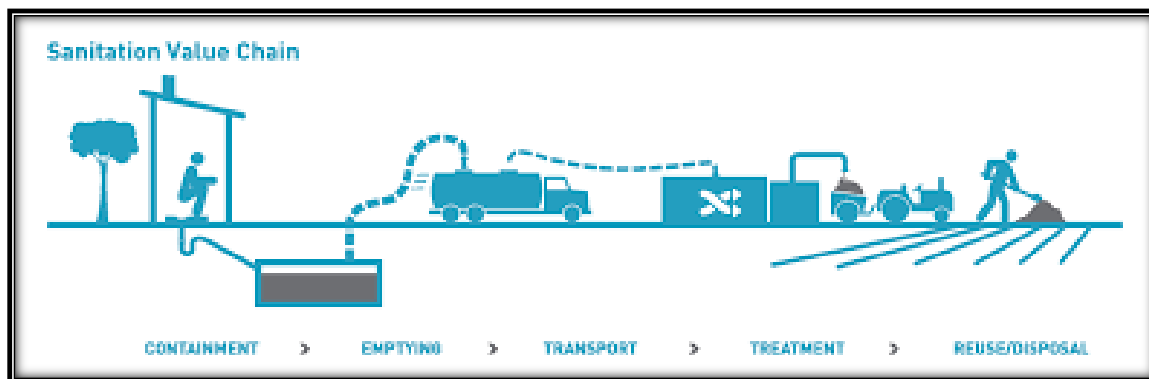 Sanitation Value Chain
CONTAINMENT > EMPTYING > TRANSPORT > TREATMENT > REUSE/DISPOSAL